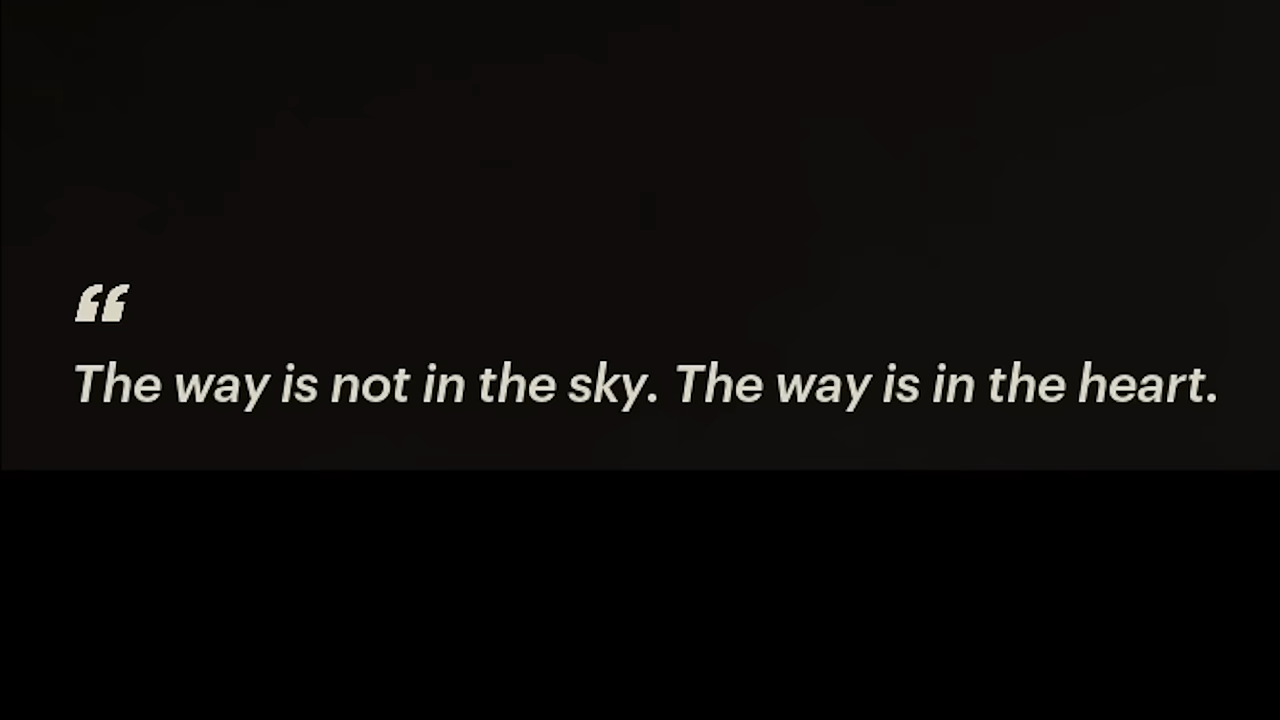 “
The way is not in the sky. The way is in the heart.